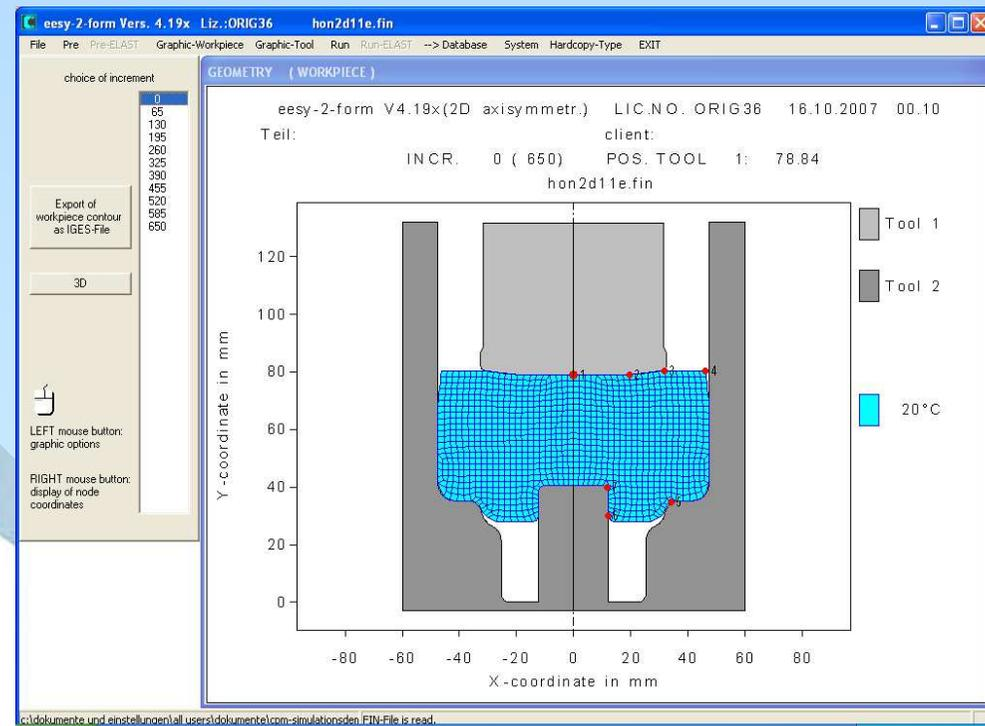 eesy-2-form Vers. 4.19x Liz.:ORIG36 hon2d11e.fin
File Pre Pre-ELAST Graphic-Workpiece Graphic-Tool Run Run-ELAST --> Database System Hardcopy-Type EXIT
choice of increment
0
65
130
195
260
325
390
455
520
585
650
Export of
workpiece contour
as IGES-File
3D
LEFT mouse button:
graphic options
RIGHT mouse button:
display of node
coordinates
GEOMETRY ( WORKPIECE )
eesy-2-form V4.19x(2D axisymmetr.) LIC.NO. ORIG36 16.10.2007 00.10
Teil: client:
INCR. 0 ( 650) POS. TOOL 1: 78.84
hon2d11e.fin
Tool 1
Tool 2
20°C
Y-coordinate in mm
120
100
80
60
40
20
0
1 2 3 4
5
-80 -60 -40 -20 0 20 40 60 80
X-coordinate in mm
c:\dokumente und einstellungen\all users\dokumente\cpm-simulationsden FIN-File is read.